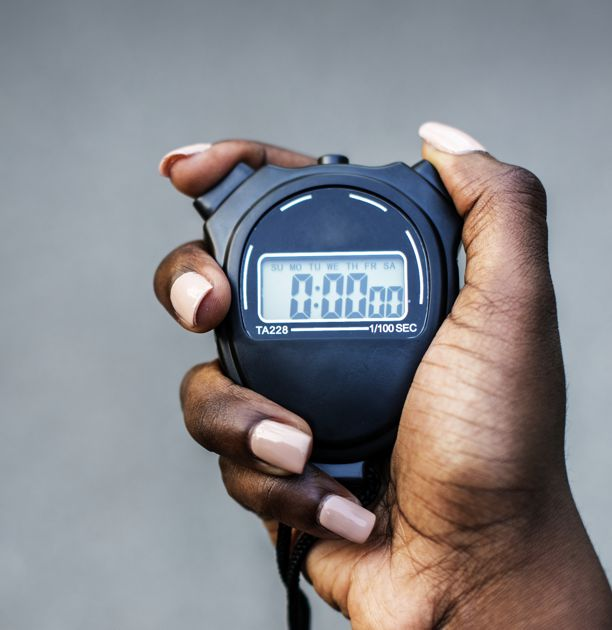 SU MO TU WE TH FR SA
0:0000
TA228 1/100 SEC